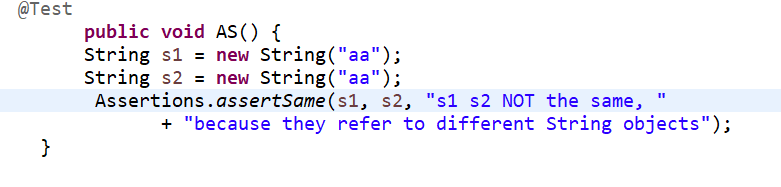 @Test
public void AS() {
String s1 = new String("aa");
String s2 = new String("aa");
Assertions.assertSame(s1, s2, "s1 s2 NOT the same, "
+ "because they refer to different String objects");
}